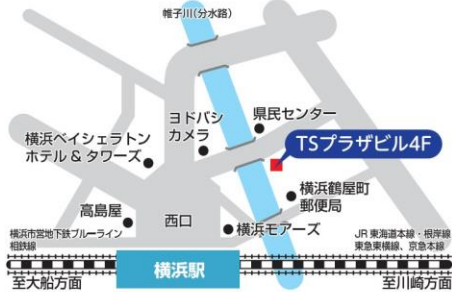 帷子川(分水路)
県民センター
ヨドバシ
カメラ
TSプラザビル4F
横浜ベイシェラトン
ホテル & タワーズ
横浜鶴屋町
郵便局
高島屋
西口
横浜モアーズ
横浜市営地下鉄ブルーライン
相鉄線
JR 東海道本線・根岸線
東急東横線、京急本線
横浜駅
至大船方面
至川崎方面